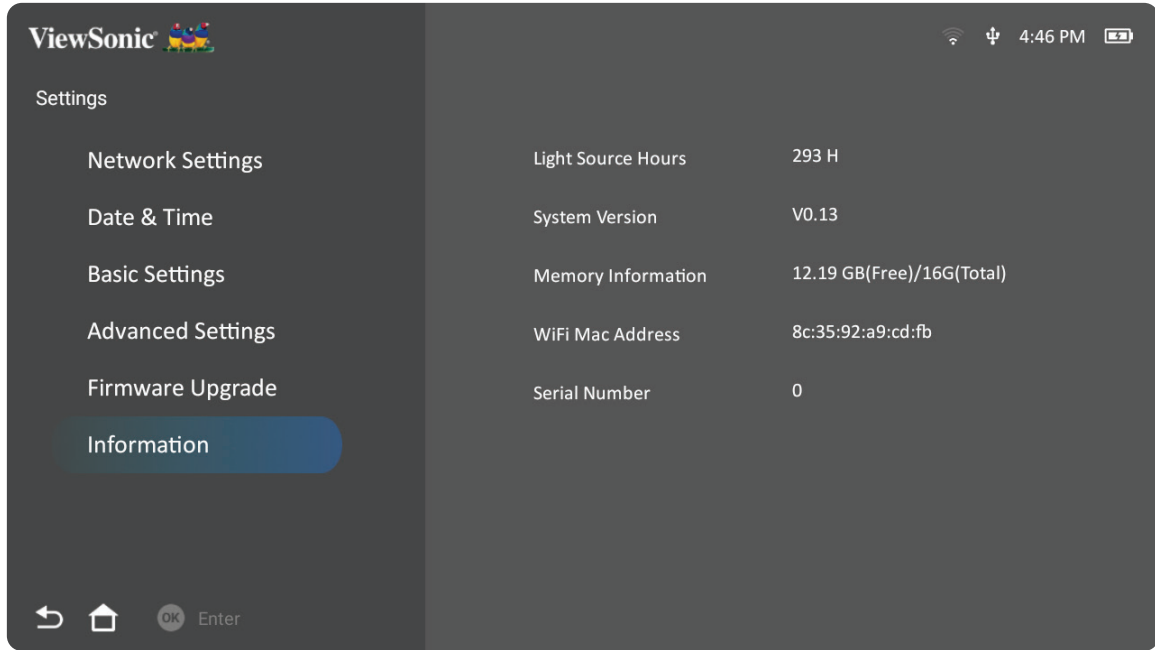 ViewSonic
4:46 PM
Settings
Network Settings
Date & Time
Basic Settings
Advanced Settings
Firmware Upgrade
Information
Light Source Hours 293 H
System Version V0.13
Memory Information 12.19 GB(Free)/16G(Total)
WiFi Mac Address 8c:35:92:a9:cd:fb
Serial Number 0
OK Enter